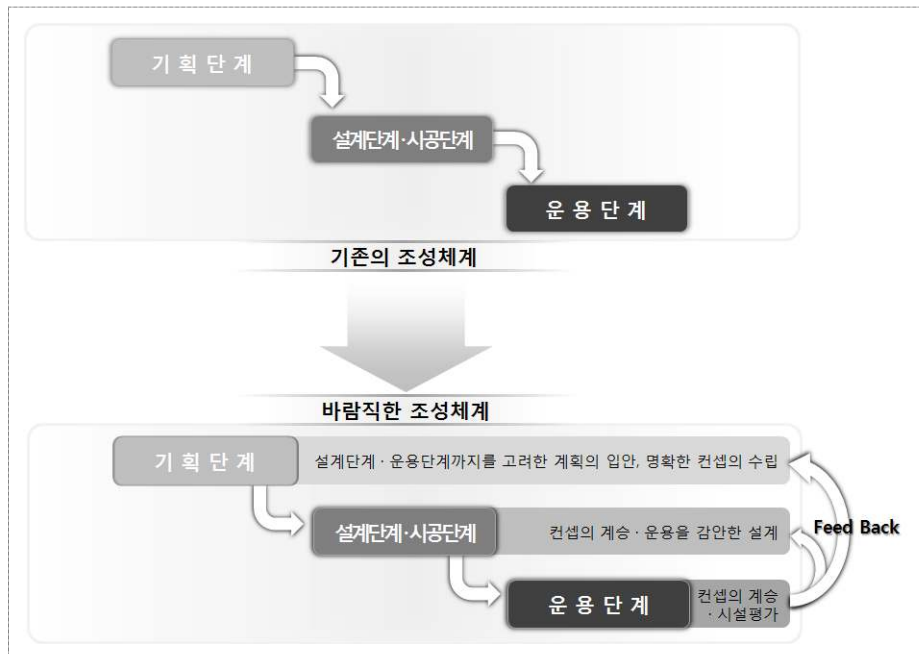 기 획 단 계
설계단계·시공단계
운 용 단 계
기존의 조성체계
바람직한 조성체계
기 획 단 계
설계단계 · 운용단계까지를 고려한 계획의 입안, 명확한 컨셉의 수립
설계단계·시공단계
컨셉의 계승 · 운용을 감안한 설계
Feed Back
운 용 단 계
컨셉의 계승
· 시설평가